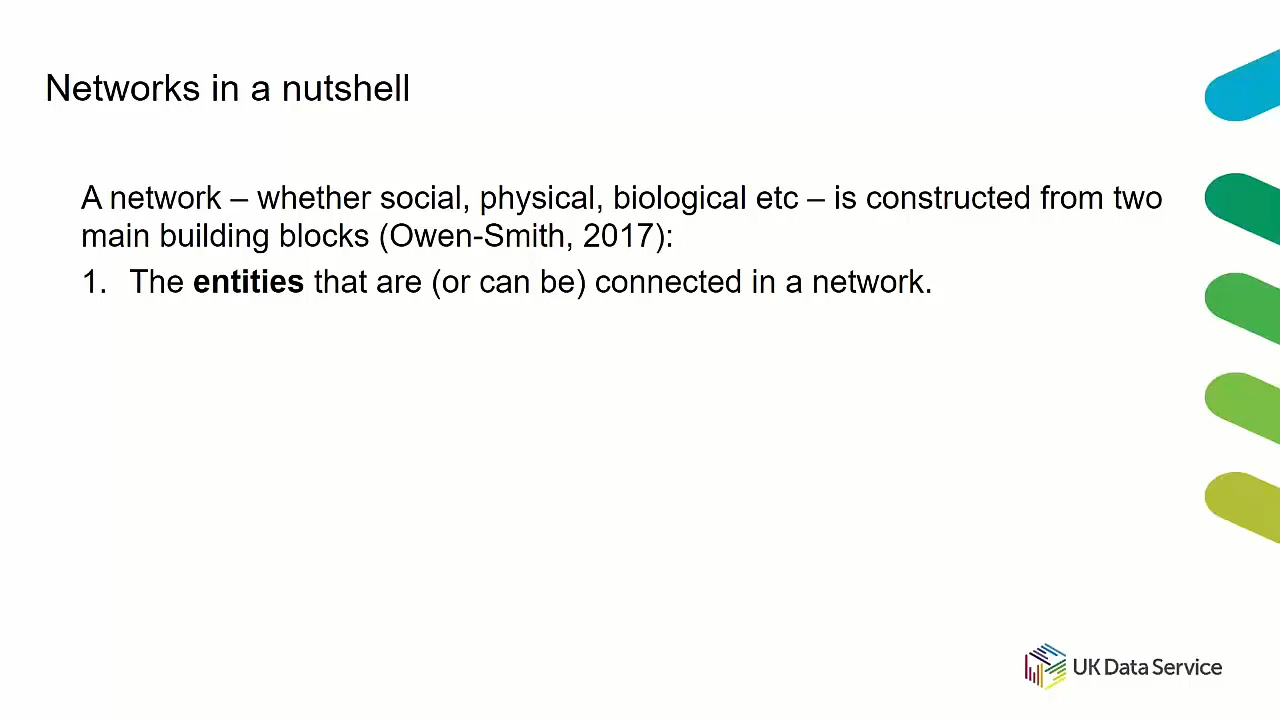 Networks in a nutshell
A network – whether social, physical, biological etc – is constructed from two
main building blocks (Owen-Smith, 2017):
1. The entities that are (or can be) connected in a network.
UK Data Service